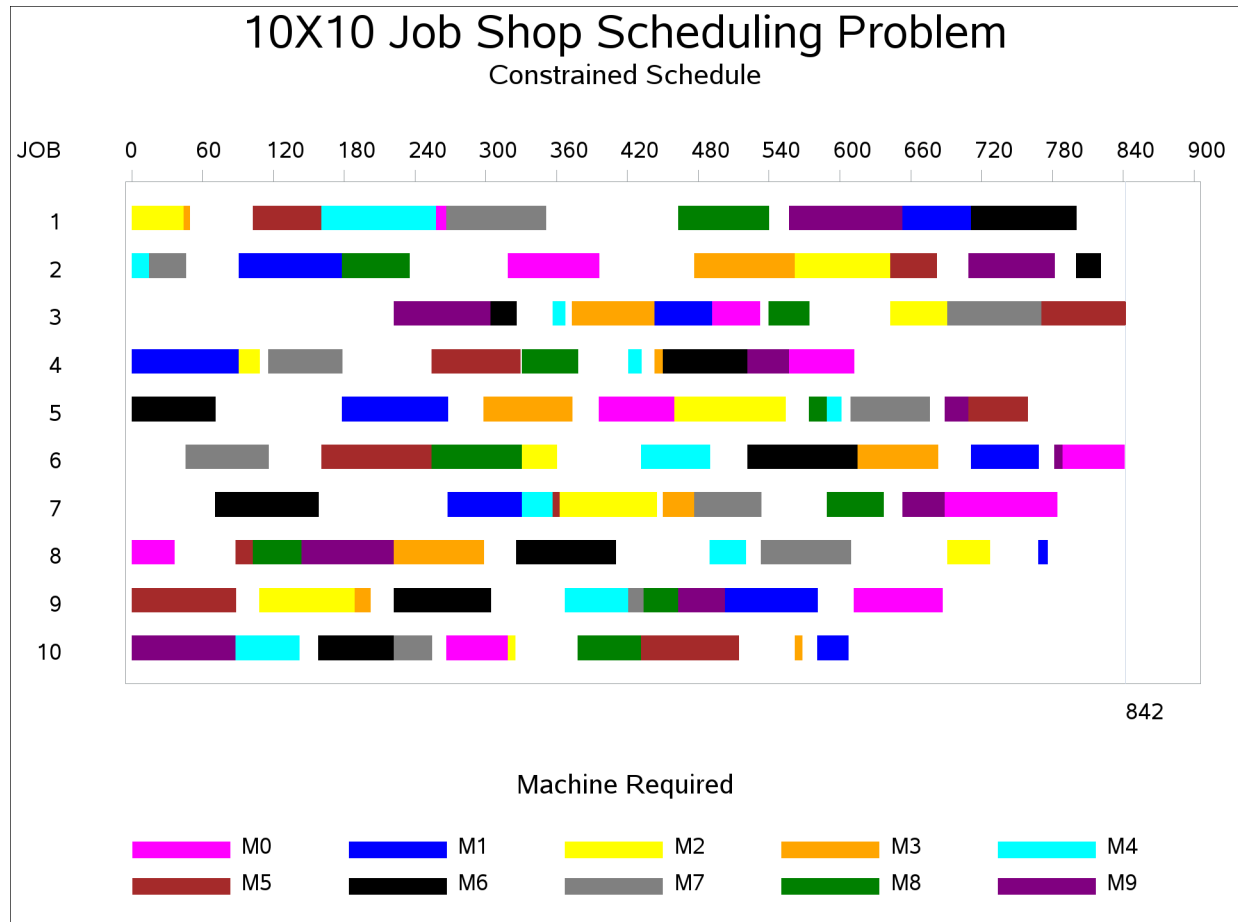 10X10 Job Shop Scheduling Problem
Constrained Schedule
JOB 0 60 120 180 240 300 360 420 480 540 600 660 720 780 840 900
1
2
3
4
5
6
7
8
9
10
842
Machine Required
M0 M1 M2 M3 M4
M5 M6 M7 M8 M9